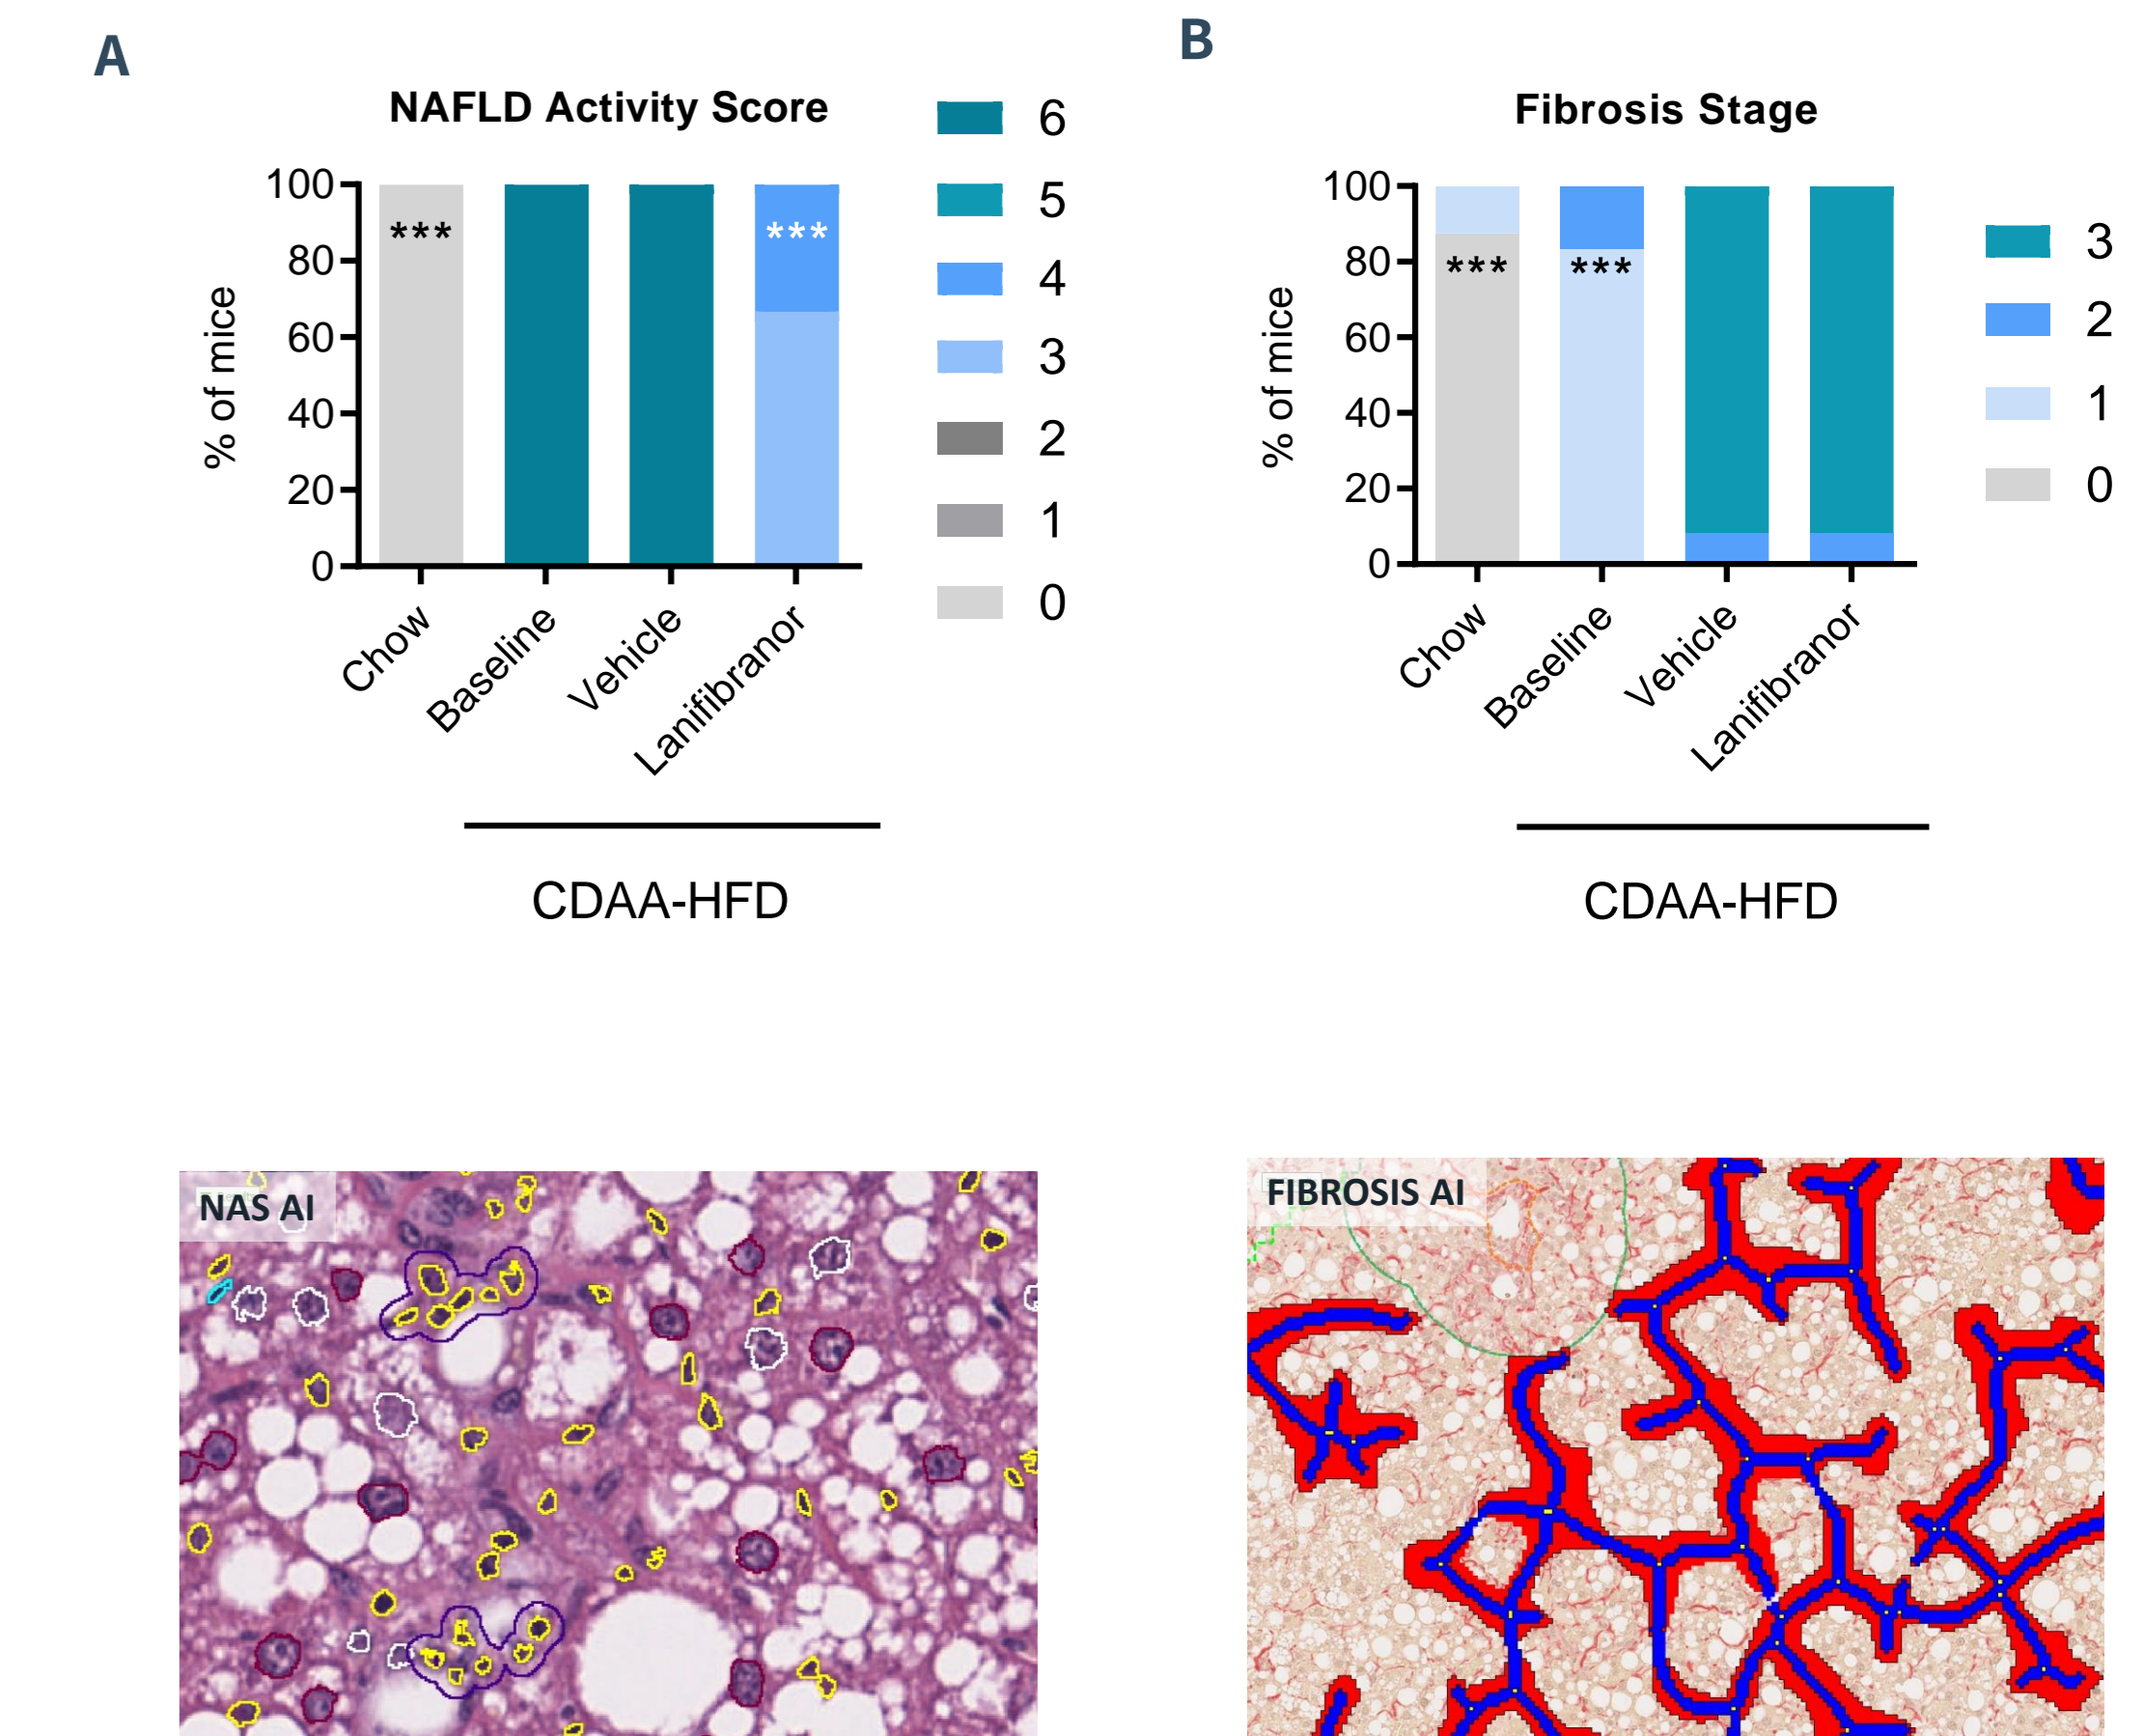 A
NAFLD Activity Score
% of mice
100
80
60
40
20
0
***
***
Chow
Baseline
Vehicle
Lanifibranor
CDAA-HFD
6
5
4
3
2
1
0
B
Fibrosis Stage
% of mice
100
80
60
40
20
0
***
***
Chow
Baseline
Vehicle
Lanifibranor
CDAA-HFD
3
2
1
0
NAS AI
FIBROSIS AI